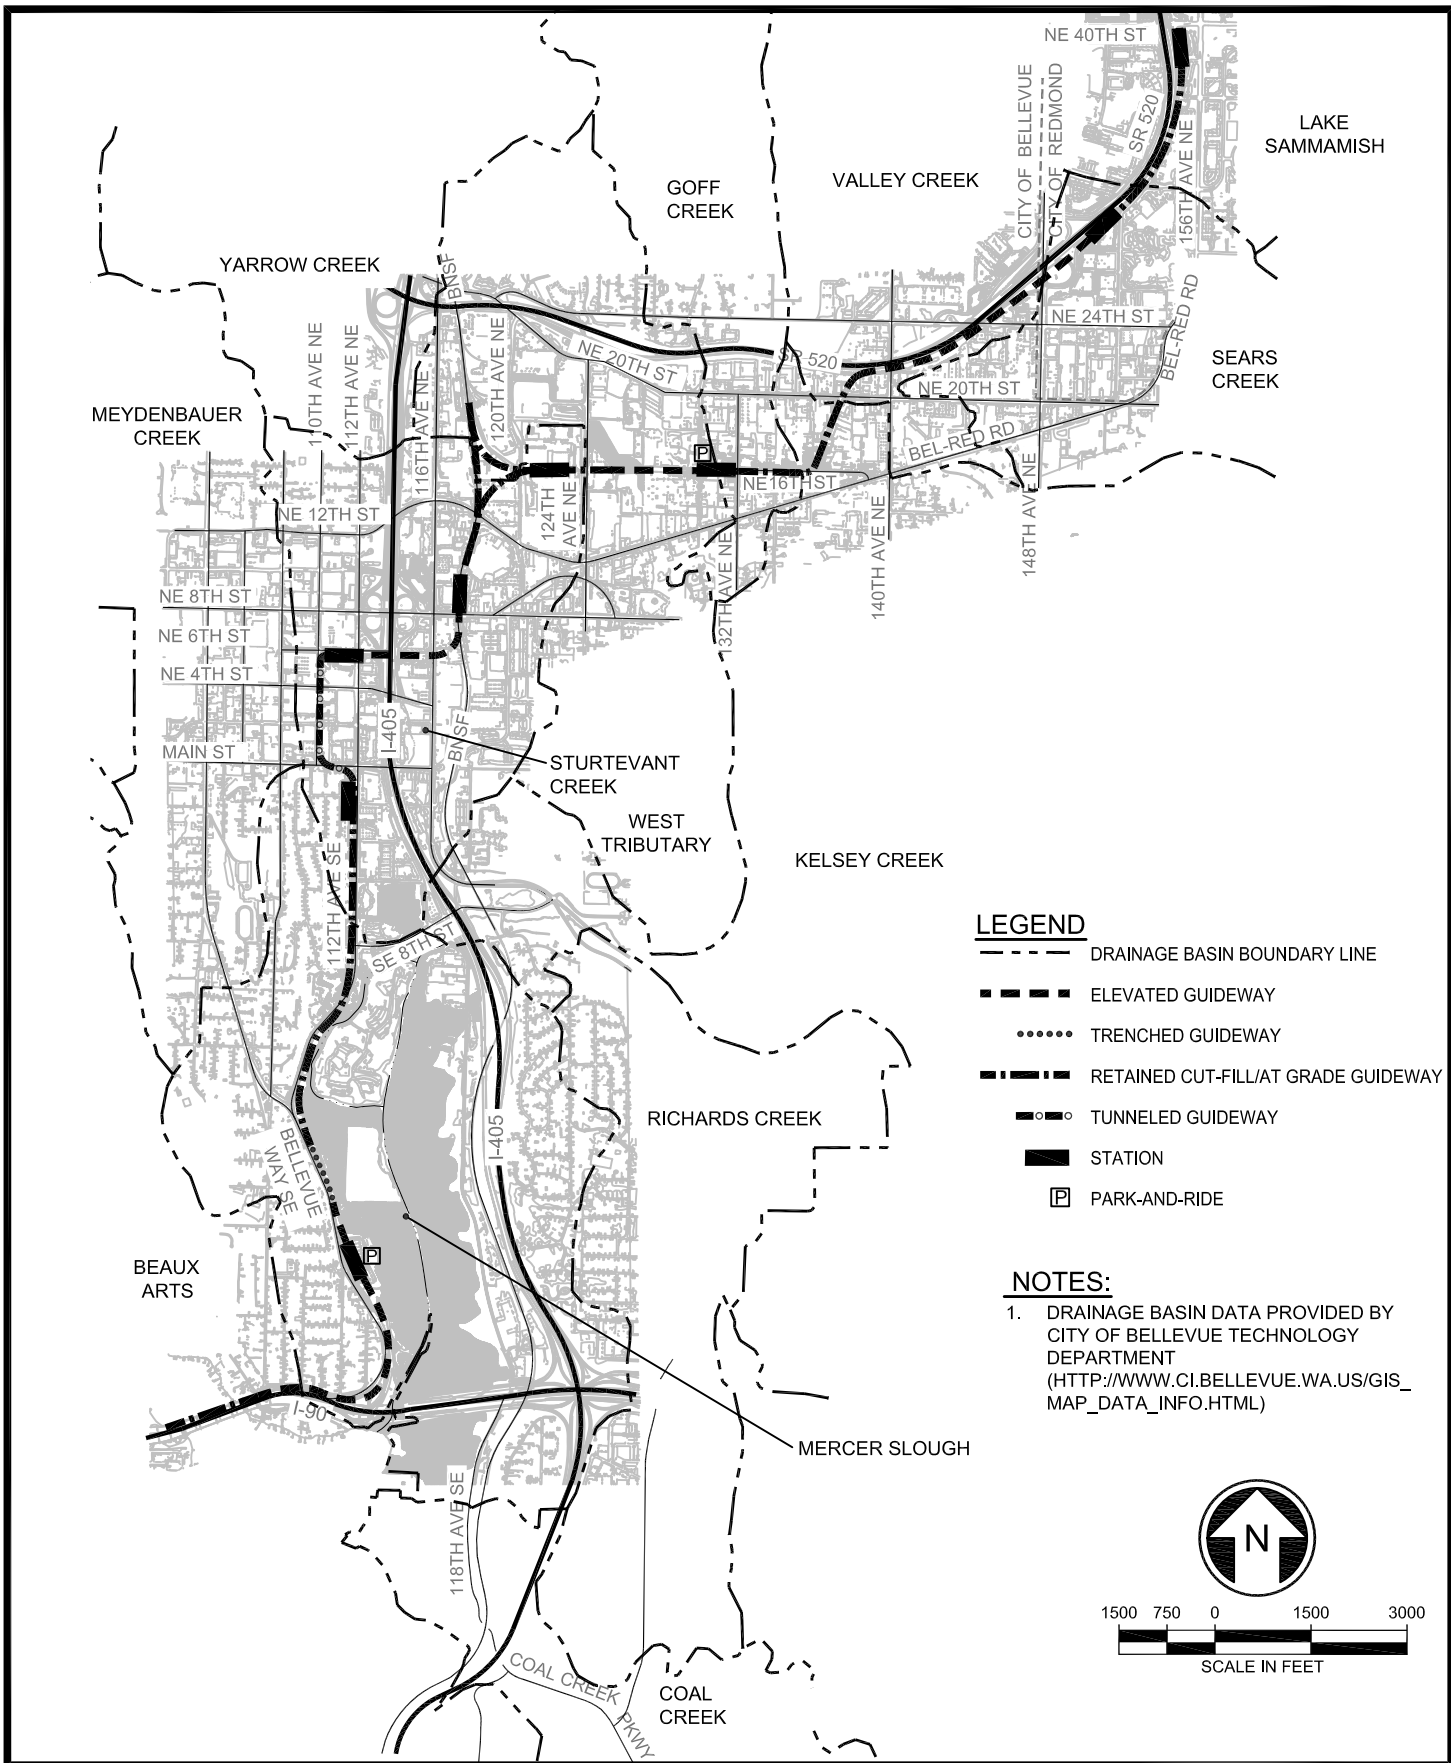 NE 40TH ST
CITY OF BELLEVUE
CITY OF REDMOND
SR 520
156TH AVE NE
LAKE
SAMMAMISH
GOFF
CREEK
VALLEY CREEK
YARROW CREEK
BNSF
110TH AVE NE
112TH AVE NE
116TH AVE NE
120TH AVE NE
NE 20TH ST
SR 520
NE 24TH ST
BEL-RED RD
SEARS
CREEK
NE 20TH ST
MEYDENBAUER
CREEK
BEL-RED RD
P
NE 16TH ST
124TH
AVE NE
NE 12TH ST
132TH AVE NE
140TH AVE NE
148TH AVE NE
NE 8TH ST
NE 6TH ST
NE 4TH ST
I-405
BNSF
MAIN ST
STURTEVANT
CREEK
WEST
TRIBUTARY
KELSEY CREEK
112TH AVE SE
SE 8TH ST
LEGEND
DRAINAGE BASIN BOUNDARY LINE
ELEVATED GUIDEWAY
TRENCHED GUIDEWAY
RETAINED CUT-FILL/AT GRADE GUIDEWAY
TUNNELED GUIDEWAY
STATION
P PARK-AND-RIDE
RICHARDS CREEK
I-405
BELLEVUE
WAY SE
P
BEAUX
ARTS
NOTES:
1. DRAINAGE BASIN DATA PROVIDED BY
CITY OF BELLEVUE TECHNOLOGY
DEPARTMENT
(HTTP://WWW.CI.BELLEVUE.WA.US/GIS_
MAP_DATA_INFO.HTML)
I-90
MERCER SLOUGH
118TH AVE SE
N
1500 750 0 1500 3000
SCALE IN FEET
COAL CREEK PKWY
COAL
CREEK